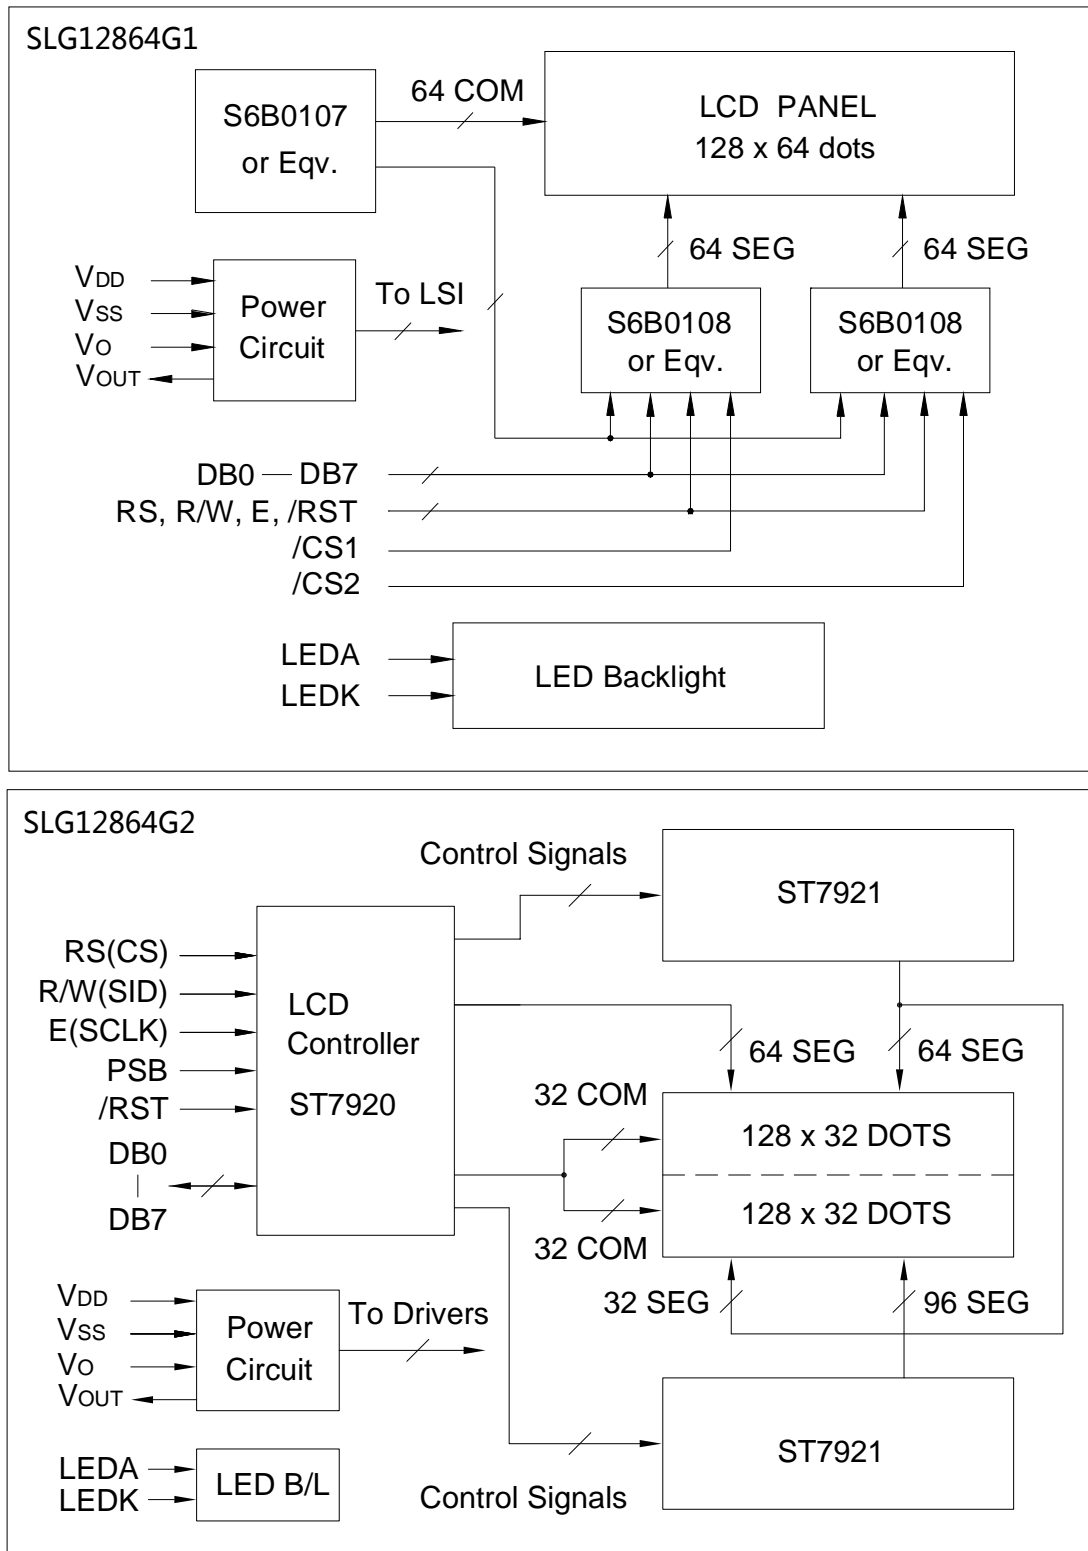 SLG12864G1
64 COM
S6B0107
or Eqv.
LCD PANEL
128 x 64 dots
64 SEG
64 SEG
VDD
VSS
VO
VOUT
Power
Circuit
To LSI
S6B0108
or Eqv.
S6B0108
or Eqv.
DB0 — DB7
RS, R/W, E, /RST
/CS1
/CS2
LEDA
LEDK
LED Backlight
SLG12864G2
Control Signals
ST7921
RS(CS)
R/W(SID)
E(SCLK)
PSB
/RST
DB0
|
DB7
LCD
Controller
ST7920
64 SEG
64 SEG
32 COM
128 x 32 DOTS
128 x 32 DOTS
32 COM
32 SEG
96 SEG
VDD
VSS
VO
VOUT
Power
Circuit
To Drivers
ST7921
LEDA
LEDK
LED B/L
Control Signals